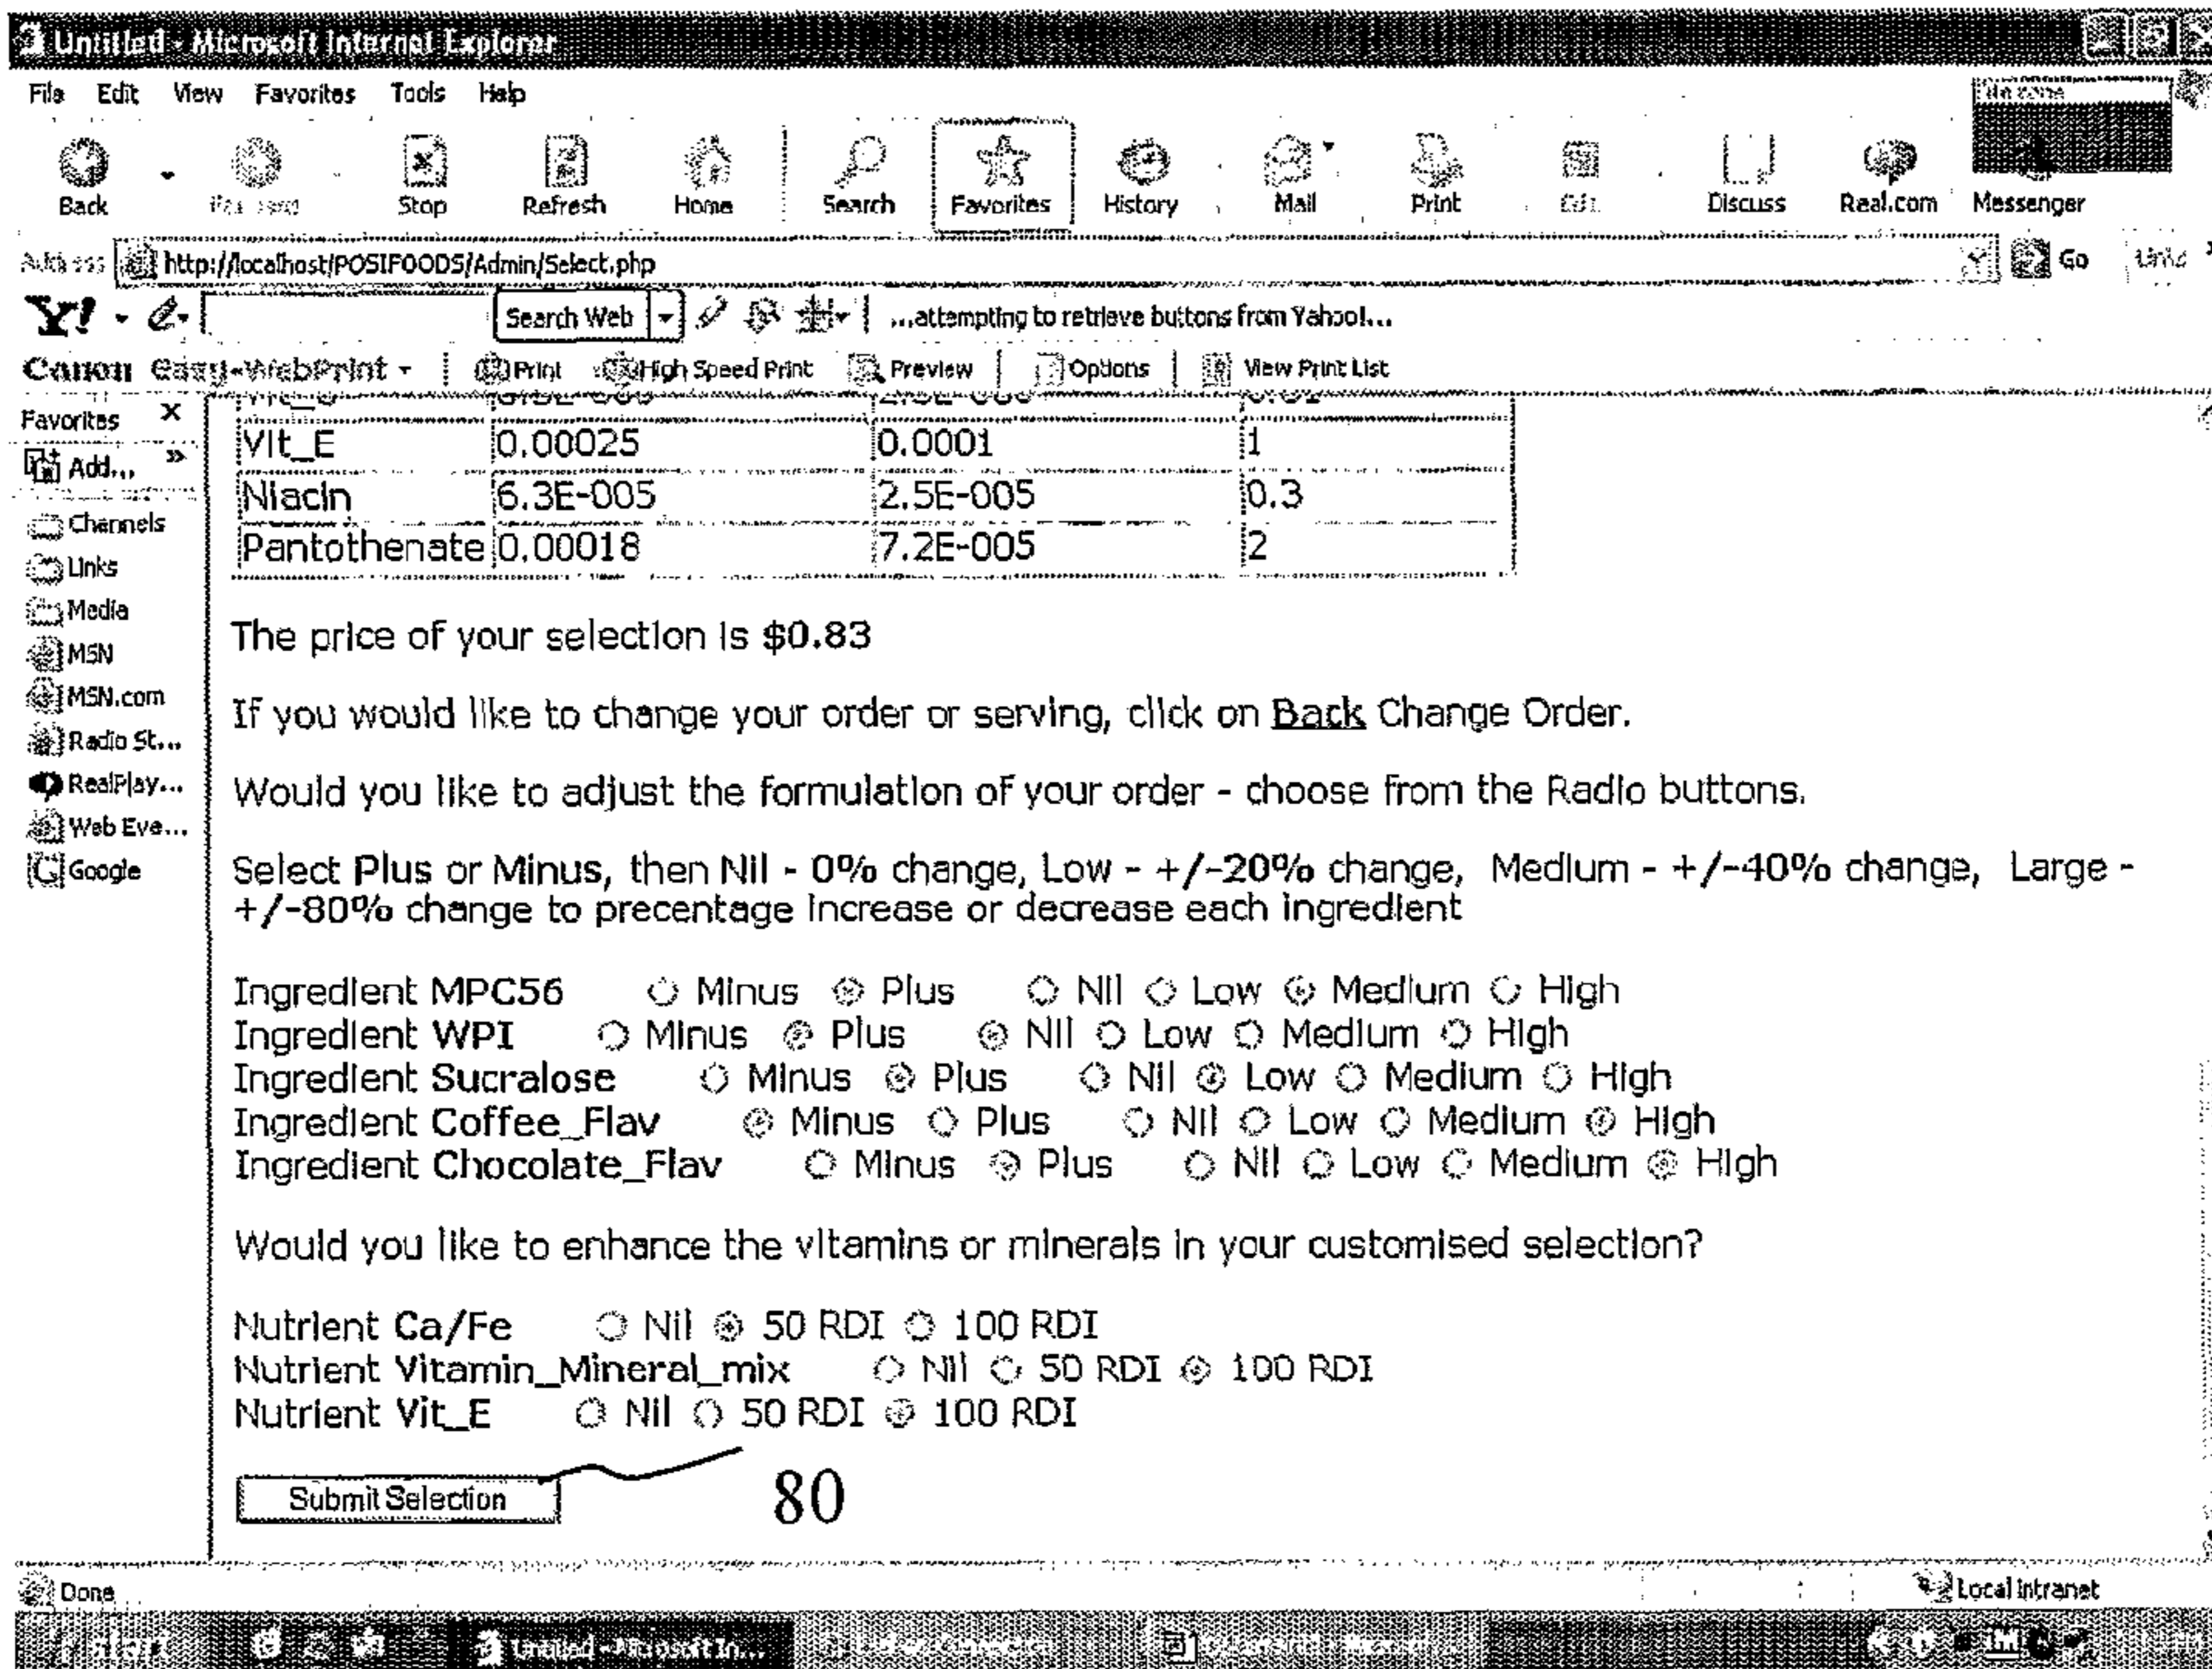 Untitled - Microsoft Internet Explorer
File Edit View Favorites Tools Help
Back Stop Refresh Home Search Favorites History Mail Print Edit Discuss Real.com Messenger
Address http://localhost/POSIFOODS/Admin/Select.php Go Links
Y! Search Web ...attempting to retrieve buttons from Yahoo!...
Canon Easy-WebPrint Print High Speed Print Preview Options View Print List
Favorites X
Add... »
Channels
Links
Media
MSN
MSN.com
Radio St...
RealPlay...
Web Eve...
Google
Vit_E 0.00025 0.0001 1
Niacin 6.3E-005 2.5E-005 0.3
Pantothenate 0.00018 7.2E-005 2
The price of your selection is $0.83
If you would like to change your order or serving, click on Back Change Order.
Would you like to adjust the formulation of your order - choose from the Radio buttons.
Select Plus or Minus, then Nil - 0% change, Low - +/-20% change, Medium - +/-40% change, Large -
+/-80% change to precentage increase or decrease each ingredient
Ingredient MPC56 Minus Plus Nil Low Medium High
Ingredient WPI Minus Plus Nil Low Medium High
Ingredient Sucralose Minus Plus Nil Low Medium High
Ingredient Coffee_Flav Minus Plus Nil Low Medium High
Ingredient Chocolate_Flav Minus Plus Nil Low Medium High
Would you like to enhance the vitamins or minerals in your customised selection?
Nutrient Ca/Fe Nil 50 RDI 100 RDI
Nutrient Vitamin_Mineral_mix Nil 50 RDI 100 RDI
Nutrient Vit_E Nil 50 RDI 100 RDI
Submit Selection 80
Done Local intranet
start Untitled - Microsoft In...